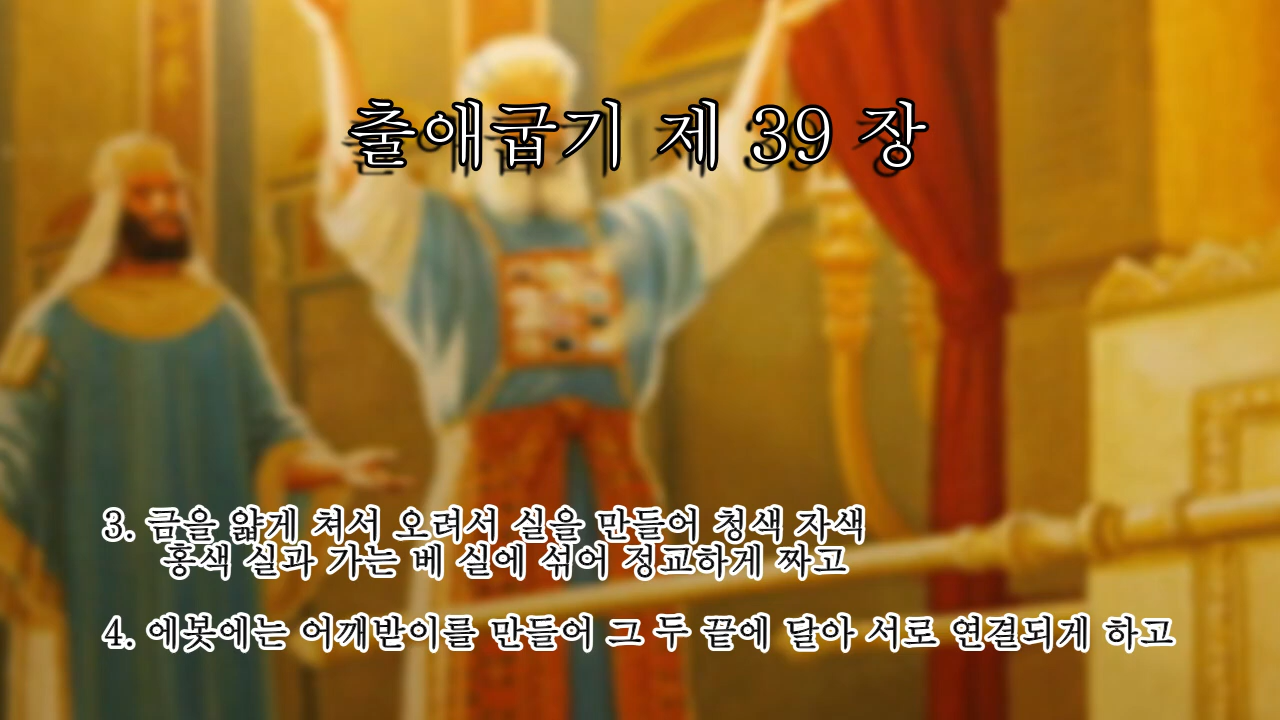 출애굽기 제 39 장
3. 금을 얇게 쳐서 오려서 실을 만들어 청색 자색
홍색 실과 가는 베 실에 섞어 정교하게 짜고
4. 에봇에는 어깨받이를 만들어 그 두 끝에 달아 서로 연결되게 하고